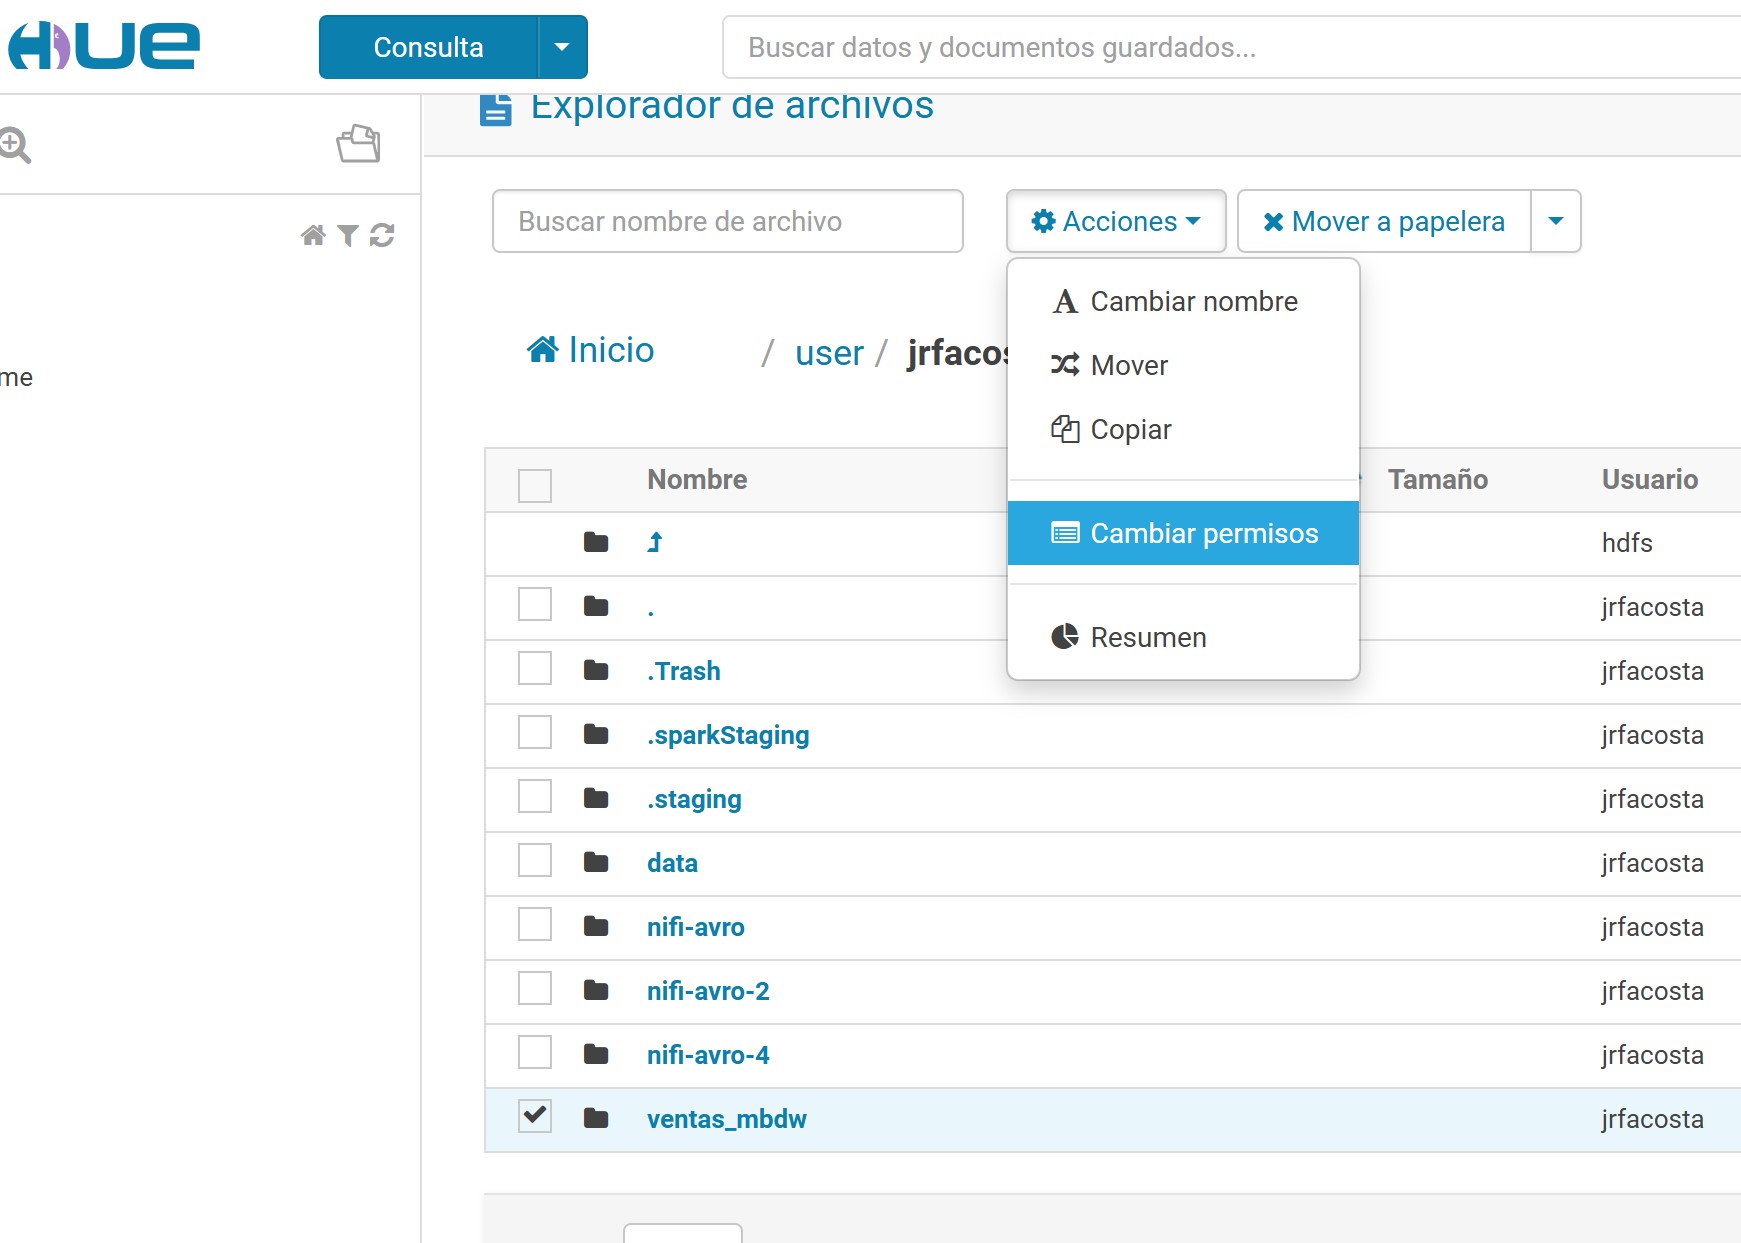 Hue
Consulta
Buscar datos y documentos guardados...
Explorador de archivos
Buscar nombre de archivo
Acciones
Mover a papelera
Cambiar nombre
Inicio / user / jrfacos
Mover
me
Copiar
Nombre Tamaño Usuario
Cambiar permisos
hdfs
. jrfacosta
Resumen
.Trash jrfacosta
.sparkStaging jrfacosta
.staging jrfacosta
data jrfacosta
nifi-avro jrfacosta
nifi-avro-2 jrfacosta
nifi-avro-4 jrfacosta
ventas_mbdw jrfacosta